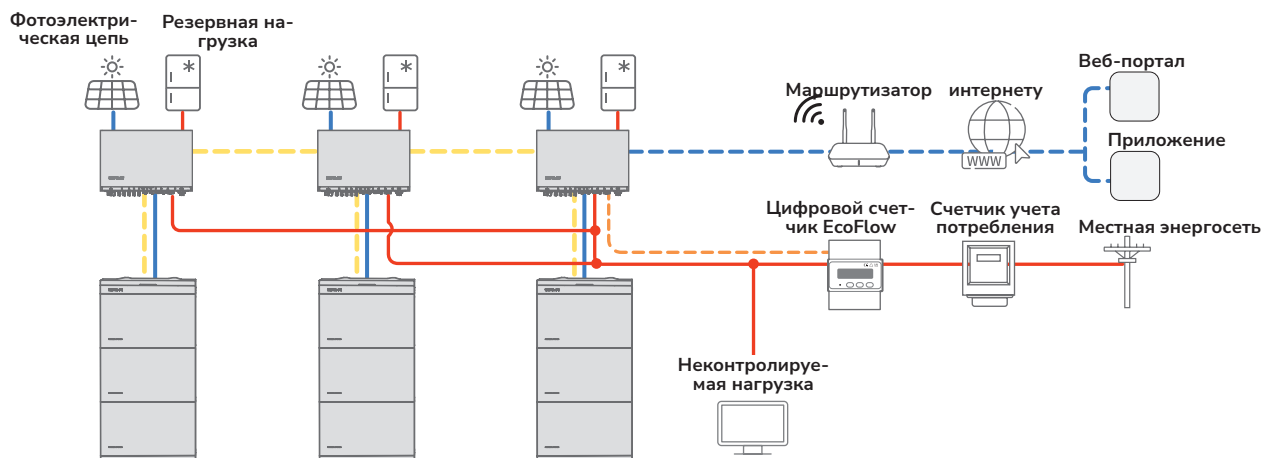 Фотоэлектри-
ческая цепь
Резервная на-
грузка
Маршрутизатор
интернету
WWW
Веб-портал
Приложение
Цифровой счет-
чик EcoFlow
Счетчик учета
потребления
Местная энергосеть
Неконтролируе-
мая нагрузка